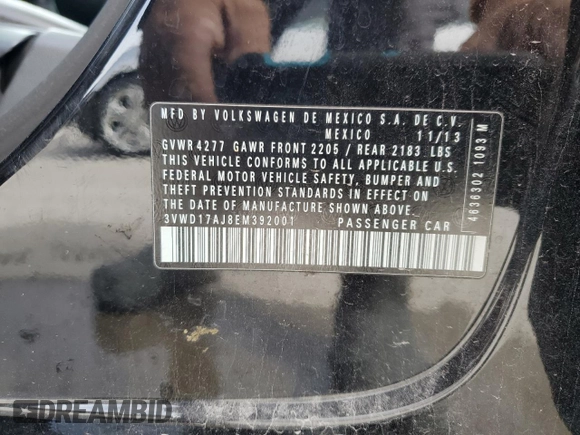 MFD BY VOLKSWAGEN DE MEXICO S.A. DE C.V.
MEXICO 11/13
GVWR 4277 GAWR FRONT 2205 / REAR 2183 LBS
THIS VEHICLE CONFORMS TO ALL APPLICABLE U.S.
FEDERAL MOTOR VEHICLE SAFETY, BUMPER AND
THEFT PREVENTION STANDARDS IN EFFECT ON
THE DATE OF MANUFACTURE SHOWN ABOVE.
3VWD17AJ8EM392001 PASSENGER CAR
4636302 1093 M
DREAMBID